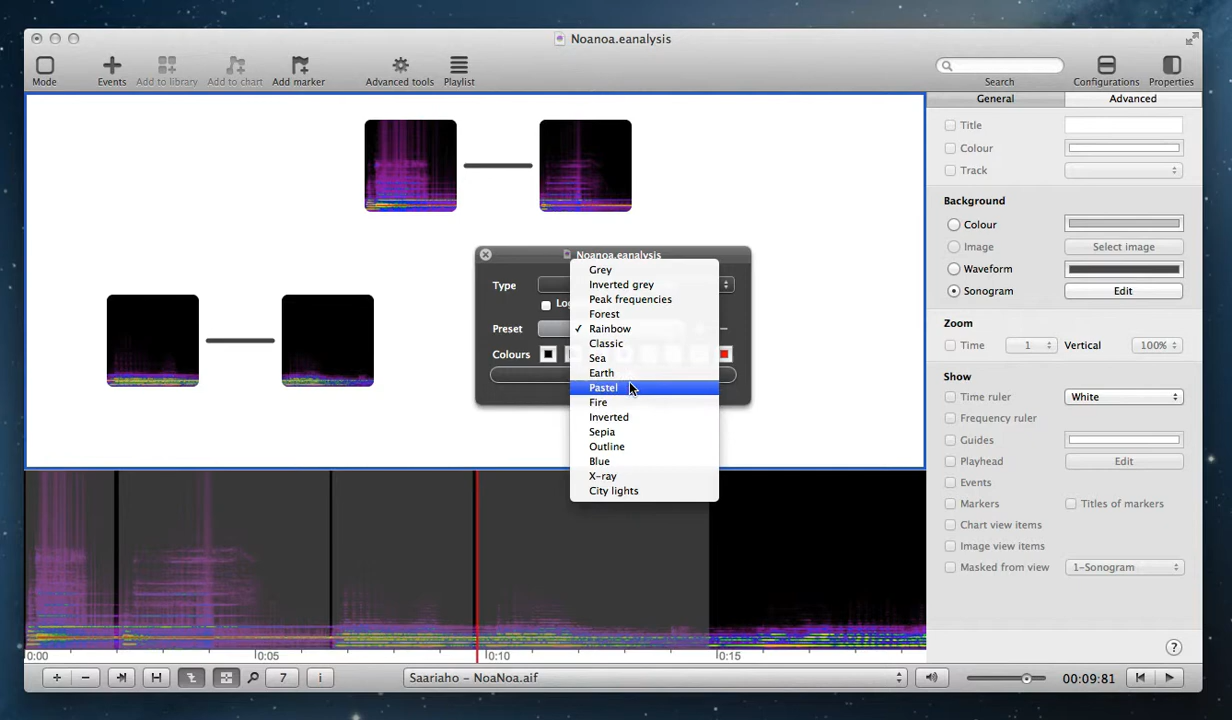 Noanoa.eanalysis
Mode
Events
Add to library
Add to chart
Add marker
Advanced tools
Playlist
Search
Configurations
Properties
General
Advanced
Title
Colour
Track
Background
Colour
Image
Select image
Waveform
Sonogram
Edit
Zoom
Time
1
Vertical
100%
Show
Time ruler
White
Frequency ruler
Guides
Playhead
Edit
Events
Markers
Titles of markers
Chart view items
Image view items
Masked from view
1-Sonogram
Noanoa.eanalysis
Type
Preset
Colours
Grey
Inverted grey
Peak frequencies
Forest
✓ Rainbow
Classic
Sea
Earth
Pastel
Fire
Inverted
Sepia
Outline
Blue
X-ray
City lights
0:00
0:05
0:10
0:15
7
i
Saariaho - NoaNoa.aif
00:09:81
?